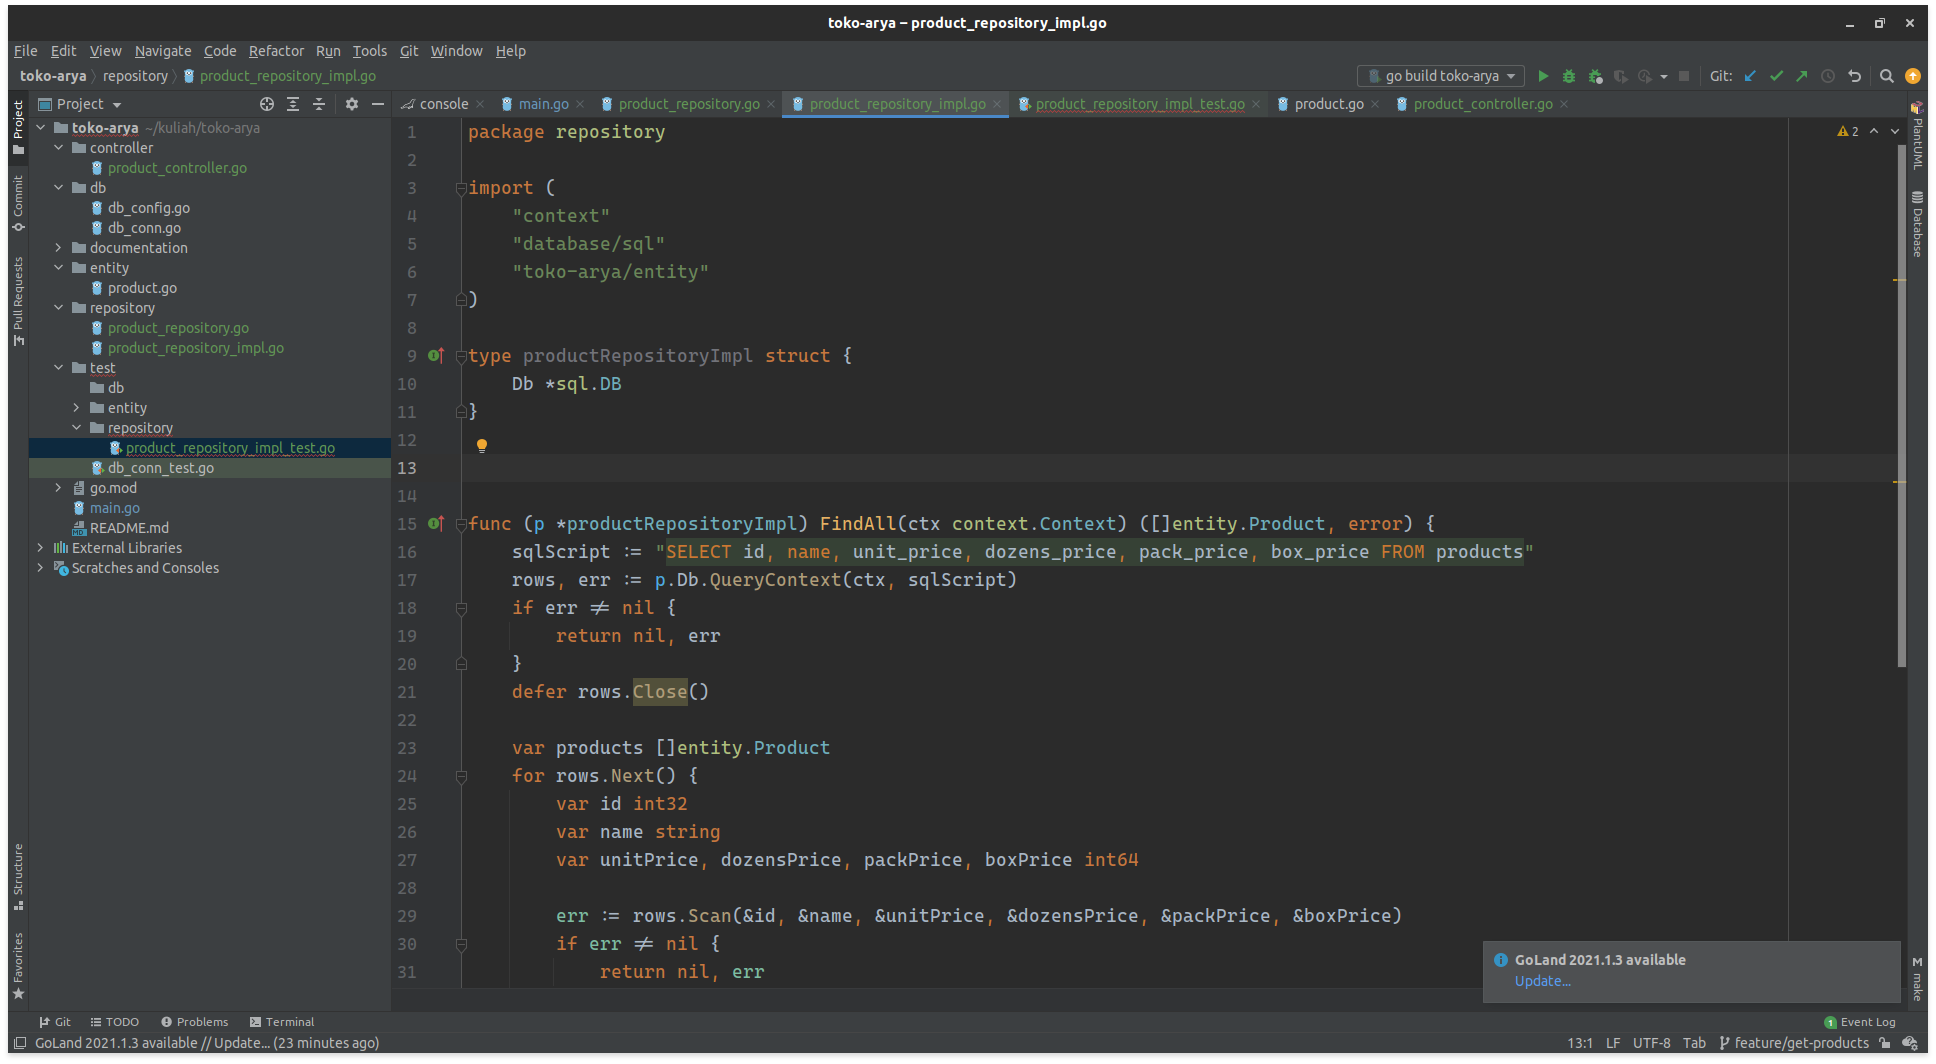 toko-arya – product_repository_impl.go
File Edit View Navigate Code Refactor Run Tools Git Window Help
toko-arya repository product_repository_impl.go
go build toko-arya
Git:
Project
Commit
Pull Requests
Structure
Favorites
Project
toko-arya ~/kuliah/toko-arya
controller
product_controller.go
db
db_config.go
db_conn.go
documentation
entity
product.go
repository
product_repository.go
product_repository_impl.go
test
db
entity
repository
product_repository_impl_test.go
db_conn_test.go
go.mod
main.go
README.md
External Libraries
Scratches and Consoles
console main.go product_repository.go product_repository_impl.go product_repository_impl_test.go product.go product_controller.go
2
1 package repository
2
3 import (
4 "context"
5 "database/sql"
6 "toko-arya/entity"
7 )
8
9 type productRepositoryImpl struct {
10 Db *sql.DB
11 }
12
13
14
15 func (p *productRepositoryImpl) FindAll(ctx context.Context) ([]entity.Product, error) {
16 sqlScript := "SELECT id, name, unit_price, dozens_price, pack_price, box_price FROM products"
17 rows, err := p.Db.QueryContext(ctx, sqlScript)
18 if err ≠ nil {
19 return nil, err
20 }
21 defer rows.Close()
22
23 var products []entity.Product
24 for rows.Next() {
25 var id int32
26 var name string
27 var unitPrice, dozensPrice, packPrice, boxPrice int64
28
29 err := rows.Scan(&id, &name, &unitPrice, &dozensPrice, &packPrice, &boxPrice)
30 if err ≠ nil {
31 return nil, err
PlantUML
Database
make
GoLand 2021.1.3 available
Update...
Git TODO Problems Terminal
1 Event Log
GoLand 2021.1.3 available // Update... (23 minutes ago)
13:1 LF UTF-8 Tab feature/get-products